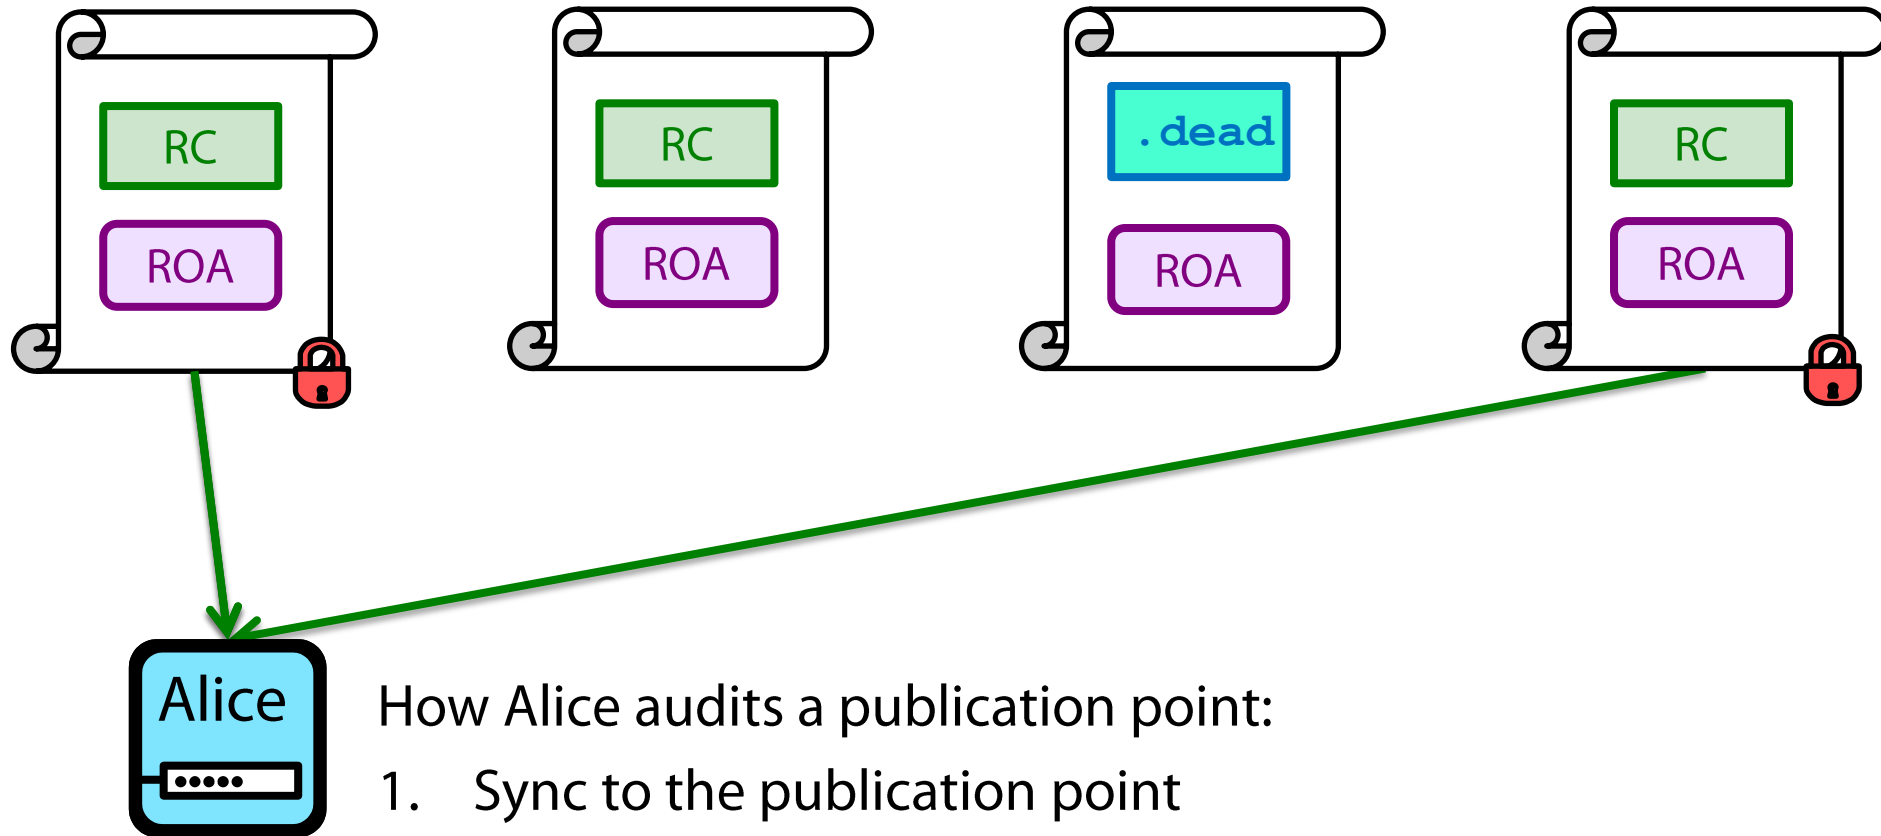 RC
ROA
RC
ROA
.dead
ROA
RC
ROA
Alice
How Alice audits a publication point:
1. Sync to the publication point